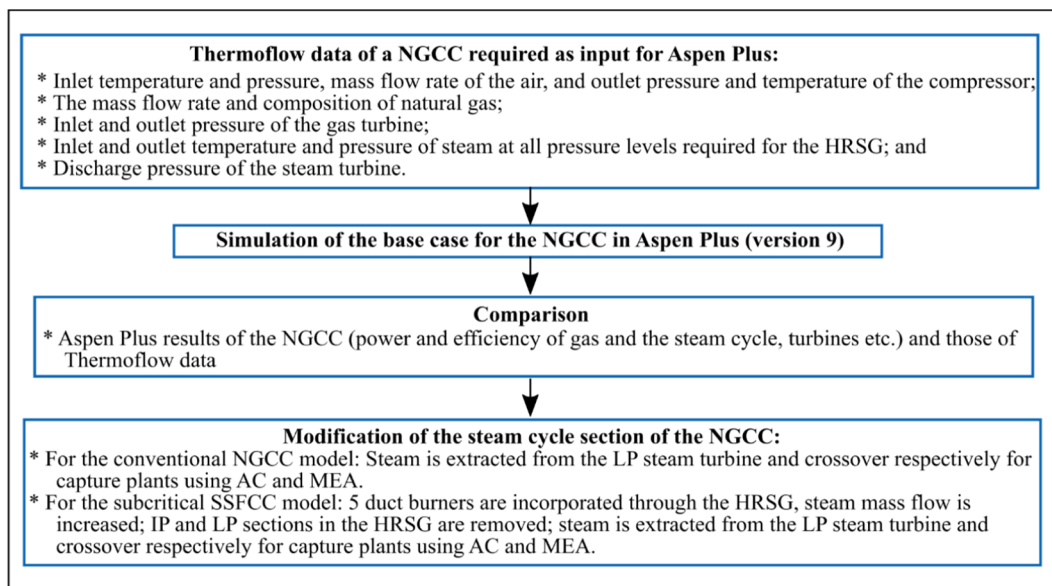 Thermoflow data of a NGCC required as input for Aspen Plus:
* Inlet temperature and pressure, mass flow rate of the air, and outlet pressure and temperature of the compressor;
* The mass flow rate and composition of natural gas;
* Inlet and outlet pressure of the gas turbine;
* Inlet and outlet temperature and pressure of steam at all pressure levels required for the HRSG; and
* Discharge pressure of the steam turbine.
Simulation of the base case for the NGCC in Aspen Plus (version 9)
Comparison
* Aspen Plus results of the NGCC (power and efficiency of gas and the steam cycle, turbines etc.) and those of
Thermoflow data
Modification of the steam cycle section of the NGCC:
* For the conventional NGCC model: Steam is extracted from the LP steam turbine and crossover respectively for
capture plants using AC and MEA.
* For the subcritical SSFCC model: 5 duct burners are incorporated through the HRSG, steam mass flow is
increased; IP and LP sections in the HRSG are removed; steam is extracted from the LP steam turbine and
crossover respectively for capture plants using AC and MEA.